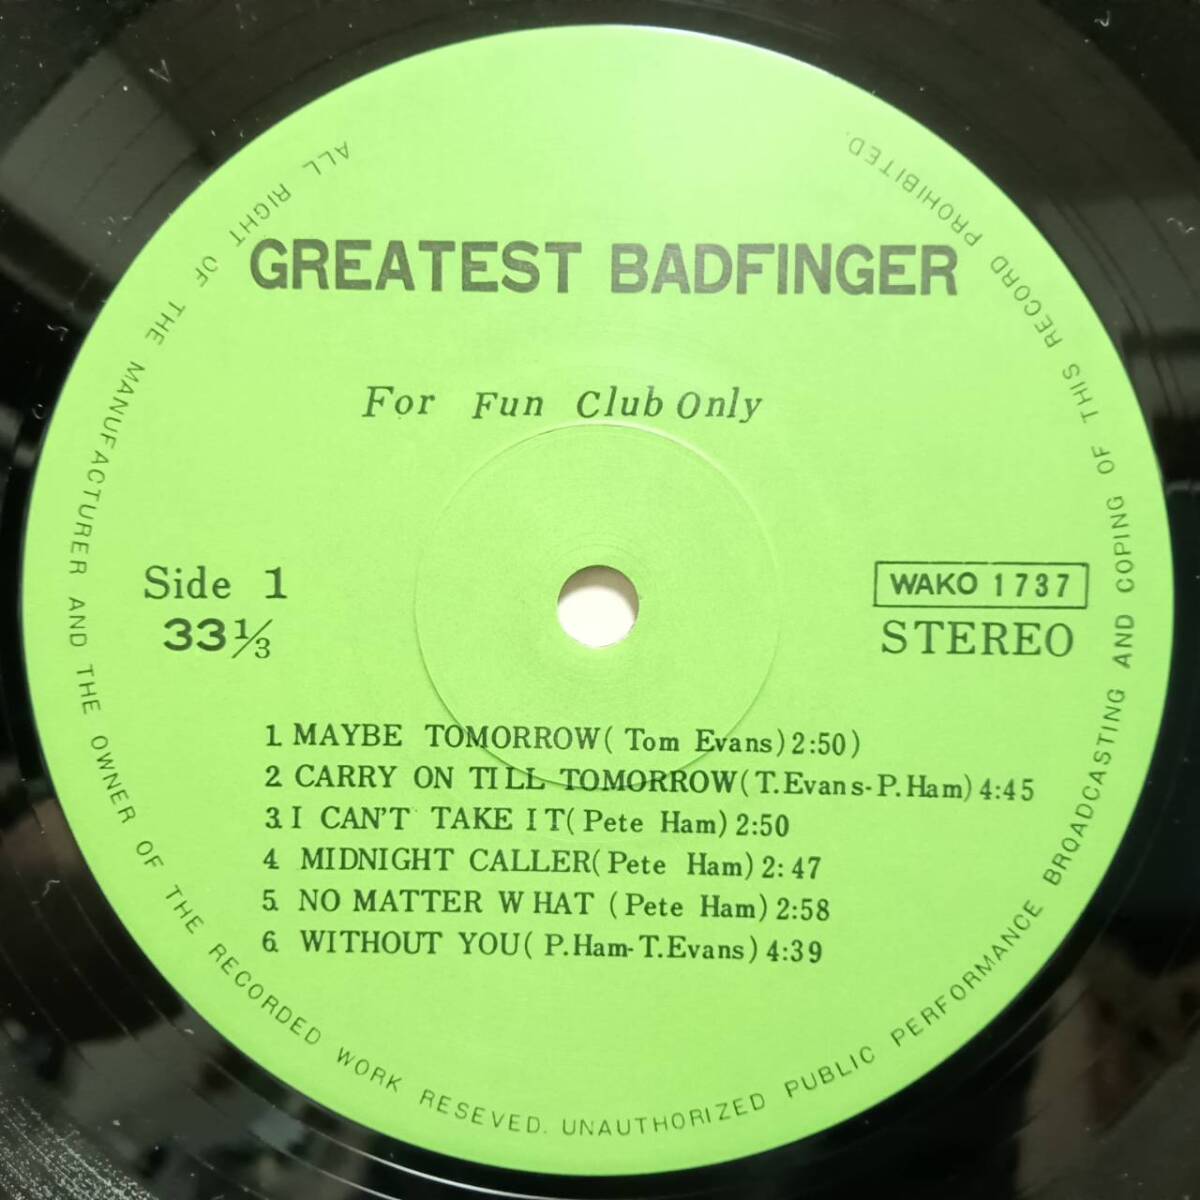 GREATEST BADFINGER
For Fun Club Only
Side 1
33 1/3
WAKO 1737
STEREO
1. MAYBE TOMORROW( Tom Evans) 2:50)
2. CARRY ON TILL TOMORROW(T.Evans-P.Ham) 4:45
3. I CAN'T TAKE IT(Pete Ham) 2:50
4. MIDNIGHT CALLER(Pete Ham) 2:47
5. NO MATTER WHAT (Pete Ham) 2:58
6. WITHOUT YOU( P.Ham-T.Evans) 4:39
ALL RIGHT OF THE MANUFACTURER AND THE OWNER OF THE RECORDED WORK RESEVED. UNAUTHORIZED PUBLIC PERFORMANCE BRQADCASTING AND COPING OF THIS RECORD PROHIBITED.